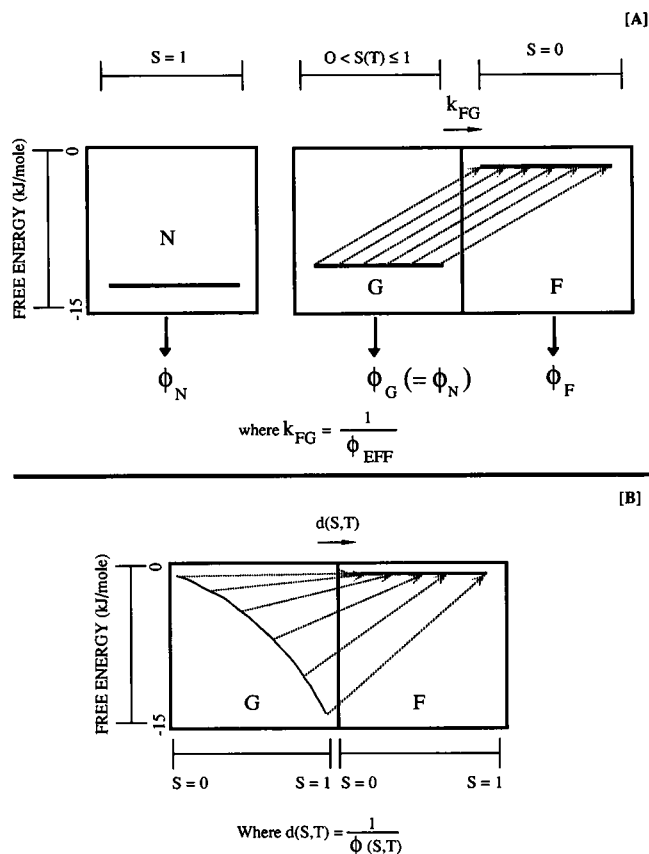 [A]
S = 1
O < S(T) ≤ 1
S = 0
k_FG
FREE ENERGY (kJ/mole)
0
-15
N
G
F
ϕ_N
ϕ_G (= ϕ_N)
ϕ_F
where k_FG = 1 / ϕ_EFF
[B]
d(S,T)
FREE ENERGY (kJ/mole)
0
-15
G
F
S = 0
S = 1
S = 0
S = 1
Where d(S,T) = 1 / ϕ (S,T)